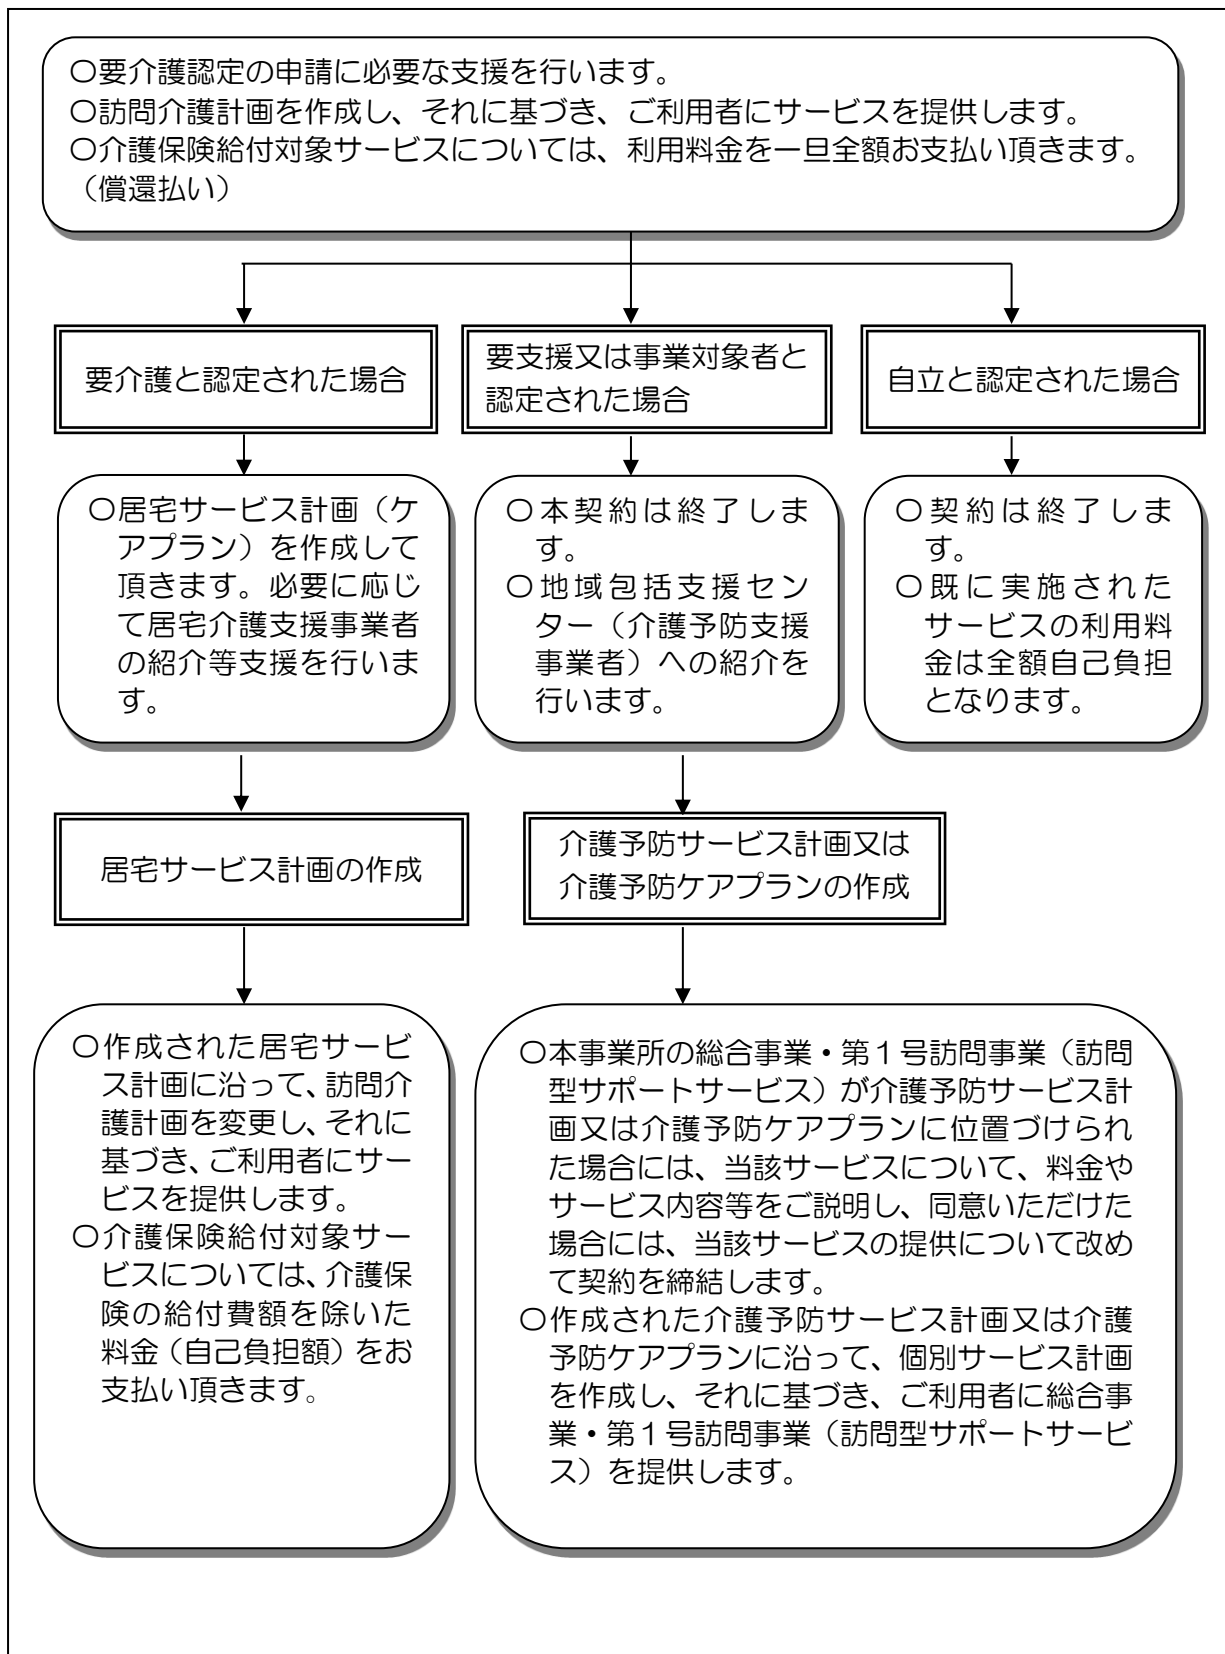 〇要介護認定の申請に必要な支援を行います。
〇訪問介護計画を作成し、それに基づき、ご利用者にサービスを提供します。
〇介護保険給付対象サービスについては、利用料金を一旦全額お支払い頂きます。
（償還払い）
要介護と認定された場合
要支援又は事業対象者と
認定された場合
自立と認定された場合
〇居宅サービス計画（ケ
アプラン）を作成して
頂きます。必要に応じ
て居宅介護支援事業者
の紹介等支援を行いま
す。
〇本契約は終了しま
す。
〇地域包括支援セン
ター（介護予防支援
事業者）への紹介を
行います。
〇契約は終了しま
す。
〇既に実施された
サービスの利用料
金は全額自己負担
となります。
居宅サービス計画の作成
介護予防サービス計画又は
介護予防ケアプランの作成
〇作成された居宅サービ
ス計画に沿って、訪問介
護計画を変更し、それに
基づき、ご利用者にサー
ビスを提供します。
〇介護保険給付対象サー
ビスについては、介護保
険の給付費額を除いた
料金（自己負担額）をお
支払い頂きます。
〇本事業所の総合事業・第１号訪問事業（訪問
型サポートサービス）が介護予防サービス計
画又は介護予防ケアプランに位置づけられ
た場合には、当該サービスについて、料金や
サービス内容等をご説明し、同意いただけた
場合には、当該サービスの提供について改め
て契約を締結します。
〇作成された介護予防サービス計画又は介護
予防ケアプランに沿って、個別サービス計画
を作成し、それに基づき、ご利用者に総合事
業・第１号訪問事業（訪問型サポートサービ
ス）を提供します。